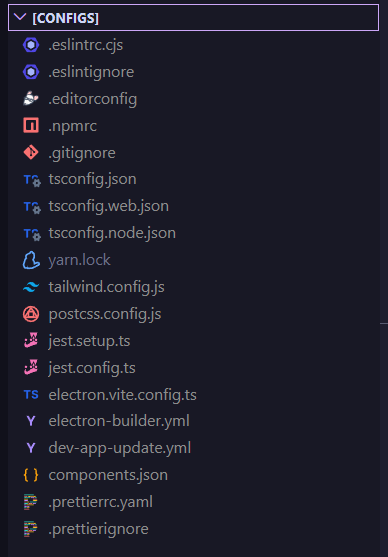 [CONFIGS]
.eslintrc.cjs
.eslintignore
.editorconfig
.npmrc
.gitignore
tsconfig.json
tsconfig.web.json
tsconfig.node.json
yarn.lock
tailwind.config.js
postcss.config.js
jest.setup.ts
jest.config.ts
TS electron.vite.config.ts
electron-builder.yml
dev-app-update.yml
{ } components.json
.prettierrc.yaml
.prettierignore